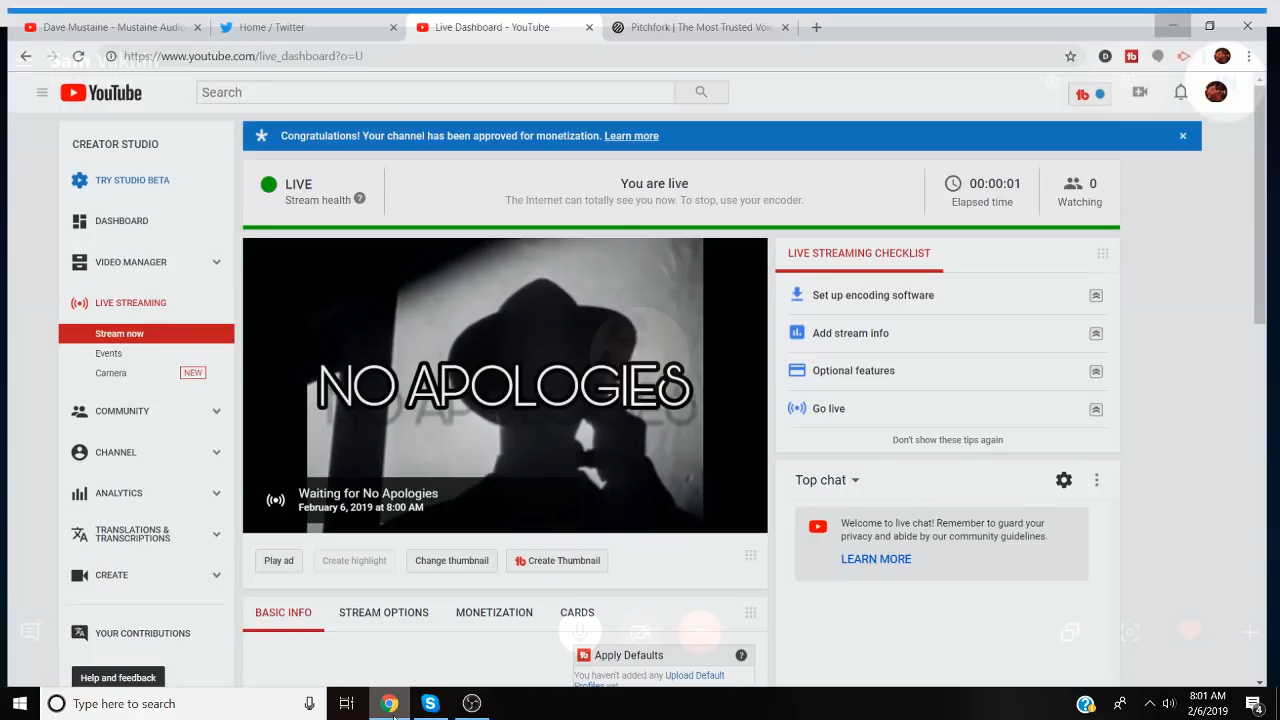 Dave Mustaine - Mustaine Audio
Home / Twitter
Live Dashboard - YouTube
Pitchfork | The Most Trusted Voi
https://www.youtube.com/live_dashboard?o=U
YouTube
Search
CREATOR STUDIO
Congratulations! Your channel has been approved for monetization. Learn more
TRY STUDIO BETA
LIVE
Stream health
You are live
The Internet can totally see you now. To stop, use your encoder.
00:00:01
Elapsed time
0
Watching
DASHBOARD
VIDEO MANAGER
LIVE STREAMING
Stream now
Events
Camera
NEW
COMMUNITY
CHANNEL
ANALYTICS
TRANSLATIONS &
TRANSCRIPTIONS
CREATE
YOUR CONTRIBUTIONS
Help and feedback
NO APOLOGIES
Waiting for No Apologies
February 6, 2019 at 8:00 AM
Play ad
Create highlight
Change thumbnail
Create Thumbnail
BASIC INFO
STREAM OPTIONS
MONETIZATION
CARDS
Apply Defaults
You haven't added any Upload Default
Profiles yet
LIVE STREAMING CHECKLIST
Set up encoding software
Add stream info
Optional features
Go live
Don't show these tips again
Top chat
Welcome to live chat! Remember to guard your
privacy and abide by our community guidelines.
LEARN MORE
Type here to search
8:01 AM
2/6/2019